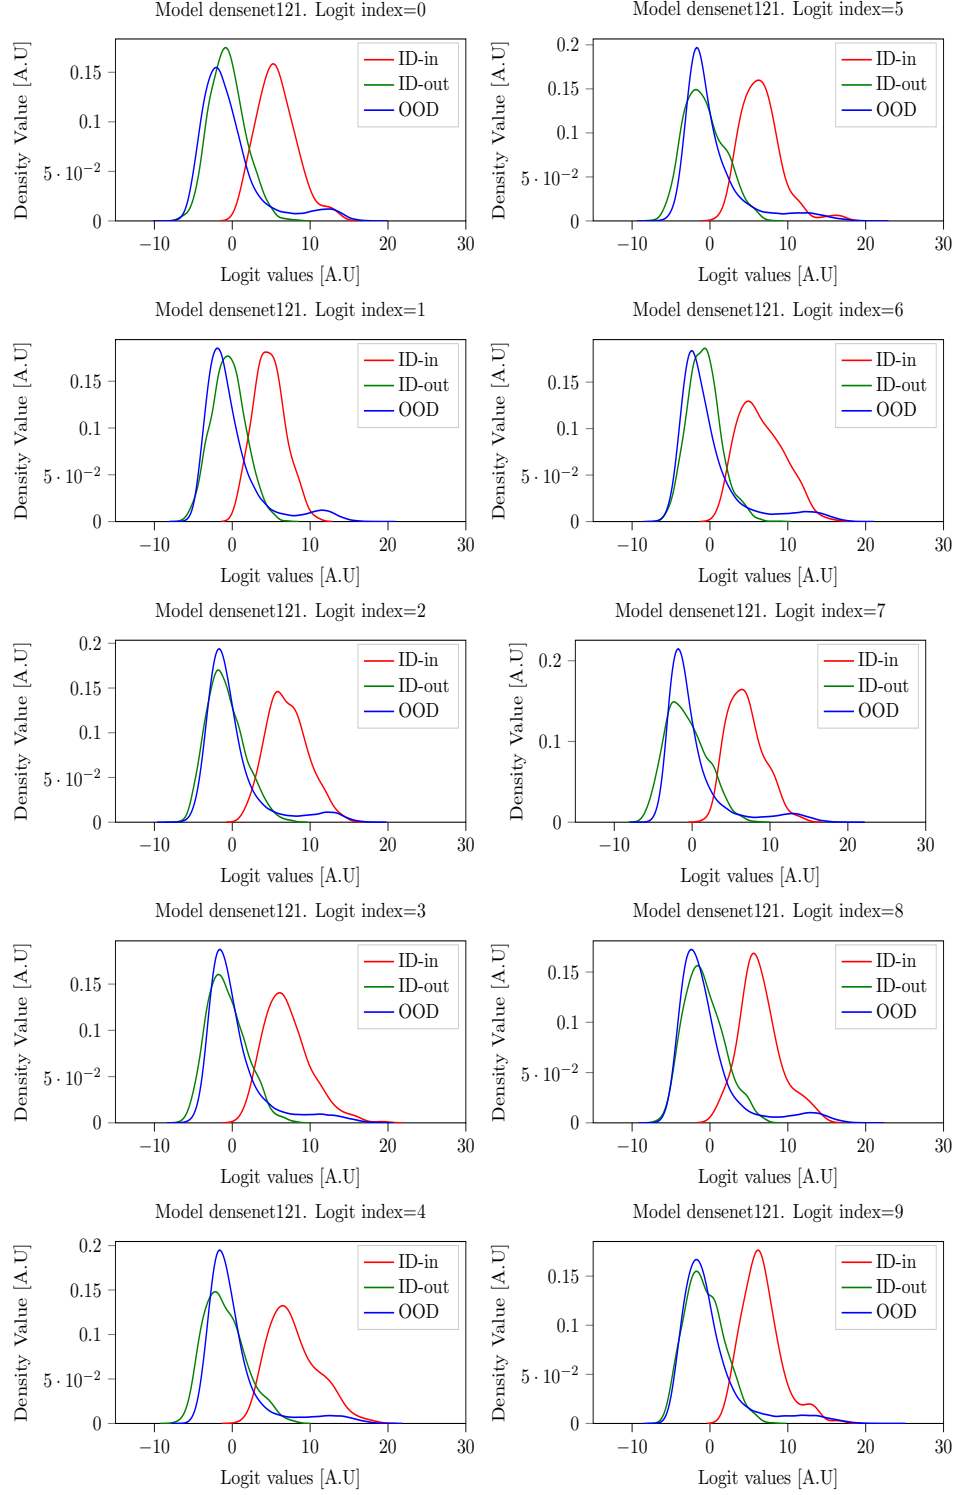 Model densenet121. Logit index=0
Density Value [A.U]
0.15
0.1
5 · 10−2
0
−10 0 10 20 30
Logit values [A.U]
ID-in
ID-out
OOD
Model densenet121. Logit index=5
Density Value [A.U]
0.2
0.15
0.1
5 · 10−2
0
−10 0 10 20 30
Logit values [A.U]
ID-in
ID-out
OOD
Model densenet121. Logit index=1
Density Value [A.U]
0.15
0.1
5 · 10−2
0
−10 0 10 20 30
Logit values [A.U]
ID-in
ID-out
OOD
Model densenet121. Logit index=6
Density Value [A.U]
0.15
0.1
5 · 10−2
0
−10 0 10 20 30
Logit values [A.U]
ID-in
ID-out
OOD
Model densenet121. Logit index=2
Density Value [A.U]
0.2
0.15
0.1
5 · 10−2
0
−10 0 10 20 30
Logit values [A.U]
ID-in
ID-out
OOD
Model densenet121. Logit index=7
Density Value [A.U]
0.2
0.1
0
−10 0 10 20 30
Logit values [A.U]
ID-in
ID-out
OOD
Model densenet121. Logit index=3
Density Value [A.U]
0.15
0.1
5 · 10−2
0
−10 0 10 20 30
Logit values [A.U]
ID-in
ID-out
OOD
Model densenet121. Logit index=8
Density Value [A.U]
0.15
0.1
5 · 10−2
0
−10 0 10 20 30
Logit values [A.U]
ID-in
ID-out
OOD
Model densenet121. Logit index=4
Density Value [A.U]
0.2
0.15
0.1
5 · 10−2
0
−10 0 10 20 30
Logit values [A.U]
ID-in
ID-out
OOD
Model densenet121. Logit index=9
Density Value [A.U]
0.15
0.1
5 · 10−2
0
−10 0 10 20 30
Logit values [A.U]
ID-in
ID-out
OOD